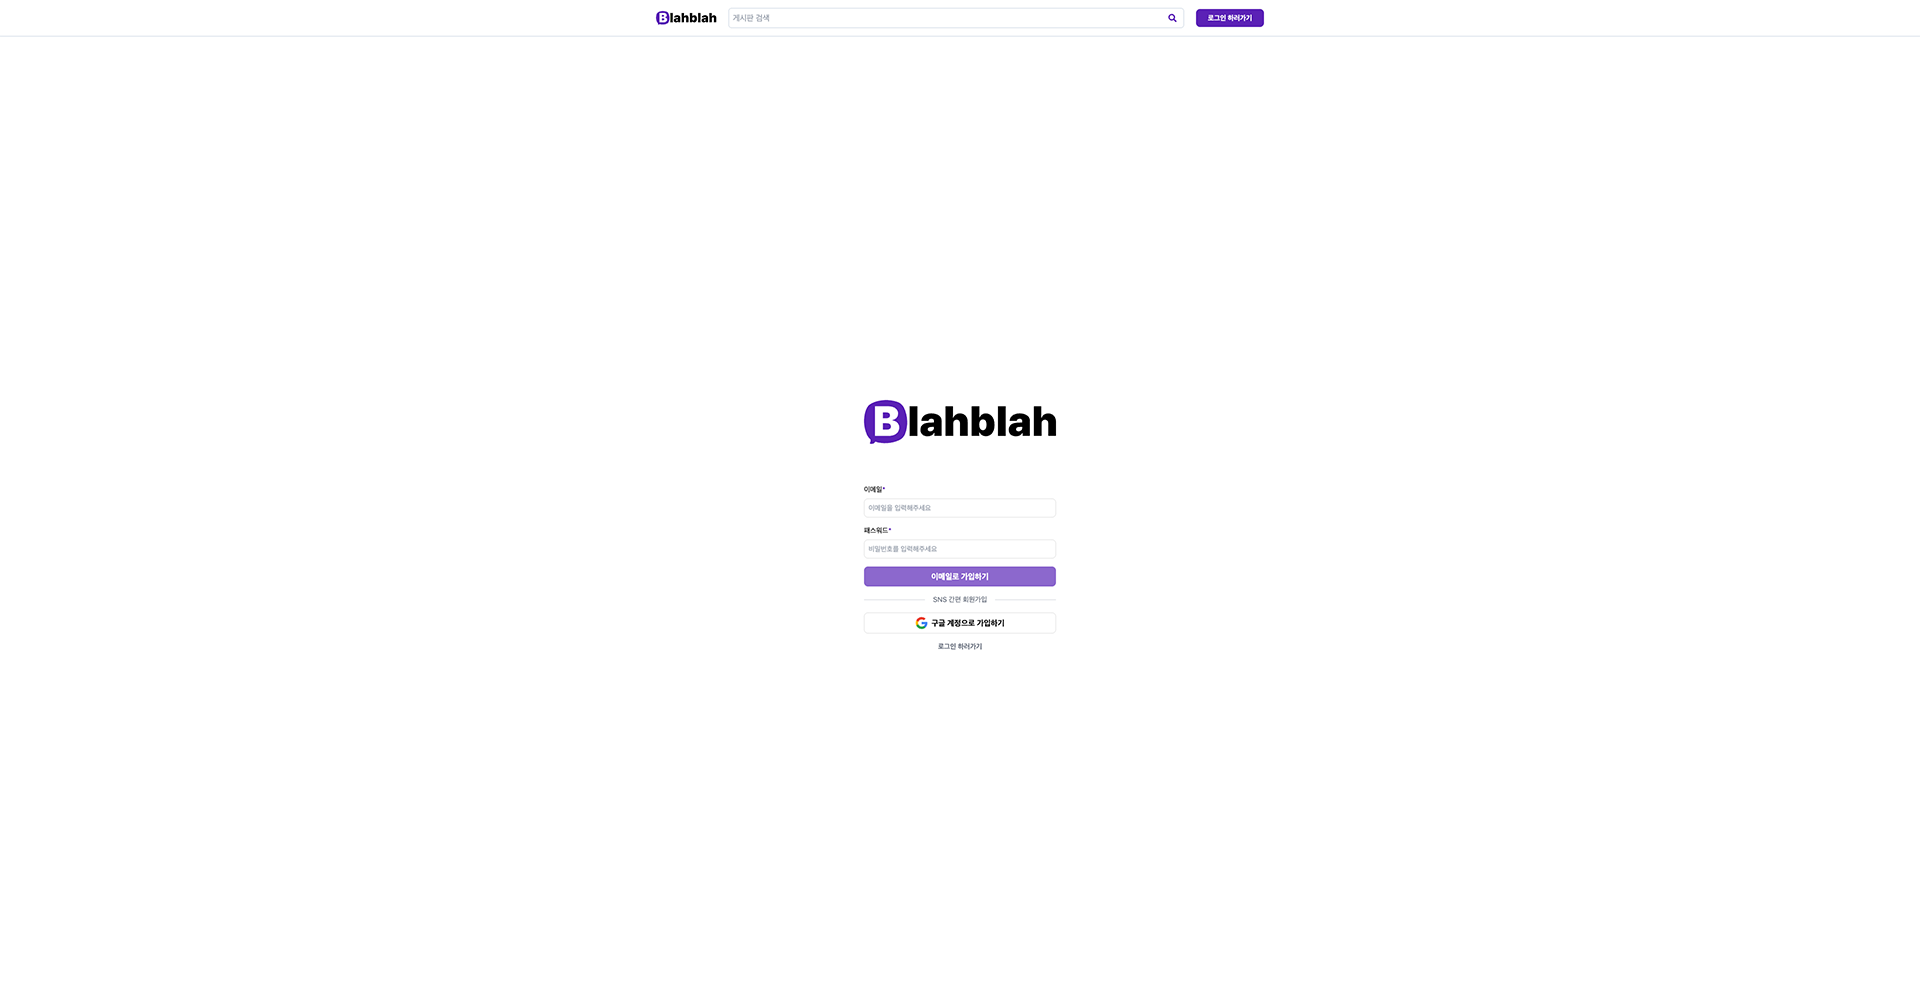 Blahblah
게시판 검색
로그인 하러가기
Blahblah
이메일*
이메일을 입력해주세요
패스워드*
비밀번호를 입력해주세요
이메일로 가입하기
SNS 간편 회원가입
구글 계정으로 가입하기
로그인 하러가기